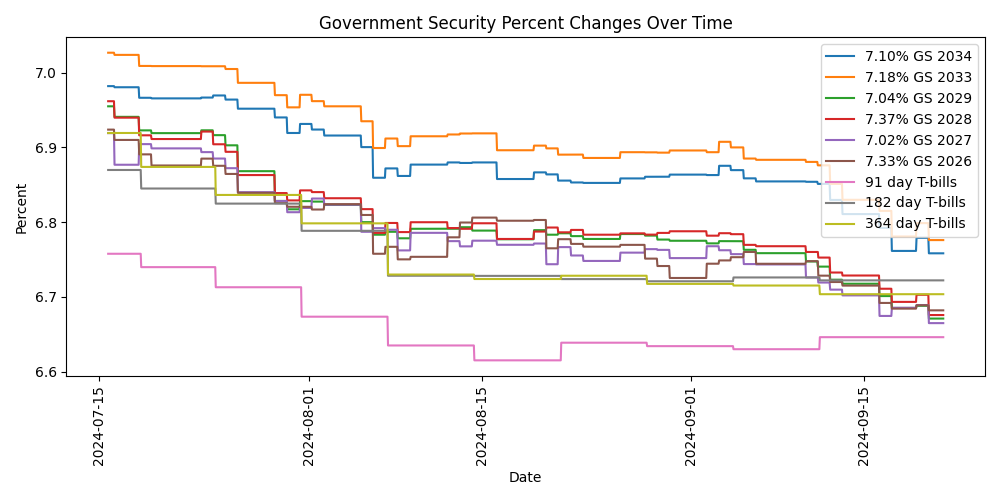 Government Security Percent Changes Over Time
7.0
6.9
6.8
6.7
6.6
Percent
7.10% GS 2034
7.18% GS 2033
7.04% GS 2029
7.37% GS 2028
7.02% GS 2027
7.33% GS 2026
91 day T-bills
182 day T-bills
364 day T-bills
2024-07-15
2024-08-01
2024-08-15
2024-09-01
2024-09-15
Date